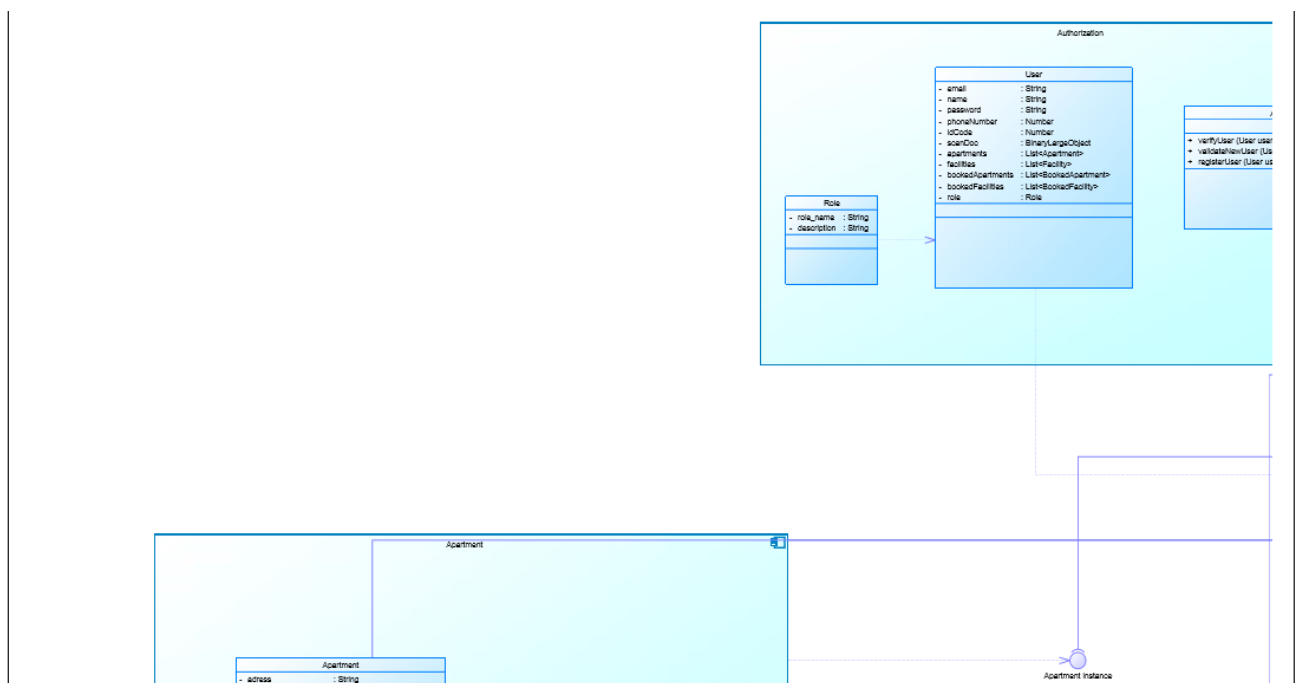 Authorization
User
- email : String
- name : String
- password : String
- phoneNumber : Number
- idCode : Number
- scanDoc : BinaryLargeObject
- apartments : List<Apartment>
- facilities : List<Facility>
- bookedApartments : List<BookedApartment>
- bookedFacilities : List<BookedFacility>
- role : Role
+ verifyUser (User user
+ validateNewUser (Us
+ registerUser (User us
Role
- role_name : String
- description : String
Apartment
Apartment
- adress : String
Apartment Instance